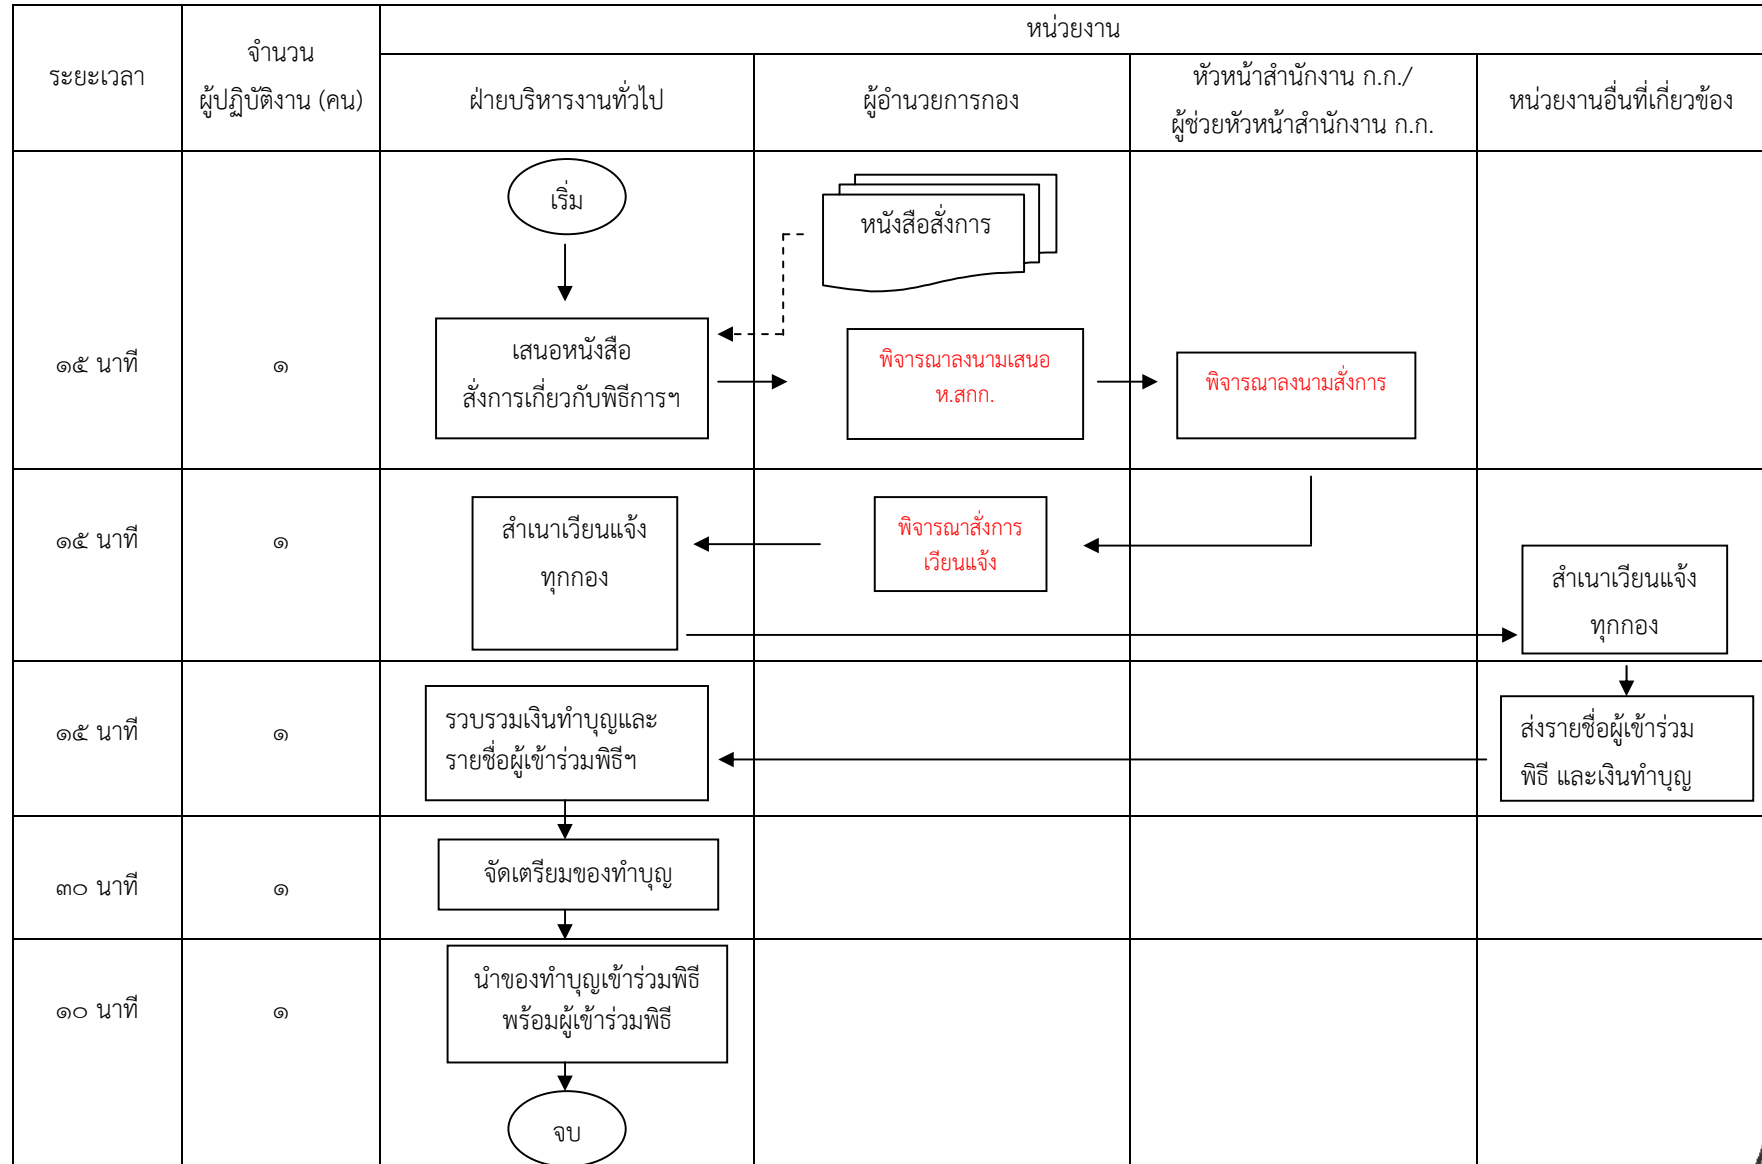 หน่วยงาน
ระยะเวลา
จำนวน
ผู้ปฏิบัติงาน (คน)
ฝ่ายบริหารงานทั่วไป
ผู้อำนวยการกอง
หัวหน้าสำนักงาน ก.ก./
ผู้ช่วยหัวหน้าสำนักงาน ก.ก.
หน่วยงานอื่นที่เกี่ยวข้อง
เริ่ม
หนังสือสั่งการ
๑๕ นาที
๑
เสนอหนังสือ
สั่งการเกี่ยวกับพิธีการฯ
พิจารณาลงนามเสนอ
ห.สกก.
พิจารณาลงนามสั่งการ
๑๕ นาที
๑
สำเนาเวียนแจ้ง
ทุกกอง
พิจารณาสั่งการ
เวียนแจ้ง
สำเนาเวียนแจ้ง
ทุกกอง
๑๕ นาที
๑
รวบรวมเงินทำบุญและ
รายชื่อผู้เข้าร่วมพิธีฯ
ส่งรายชื่อผู้เข้าร่วม
พิธี และเงินทำบุญ
๓๐ นาที
๑
จัดเตรียมของทำบุญ
๑๐ นาที
๑
นำของทำบุญเข้าร่วมพิธี
พร้อมผู้เข้าร่วมพิธี
จบ